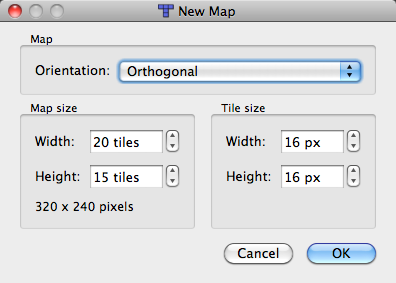 New Map
Map
Orientation: Orthogonal
Map size
Width: 20 tiles
Height: 15 tiles
320 x 240 pixels
Tile size
Width: 16 px
Height: 16 px
Cancel OK